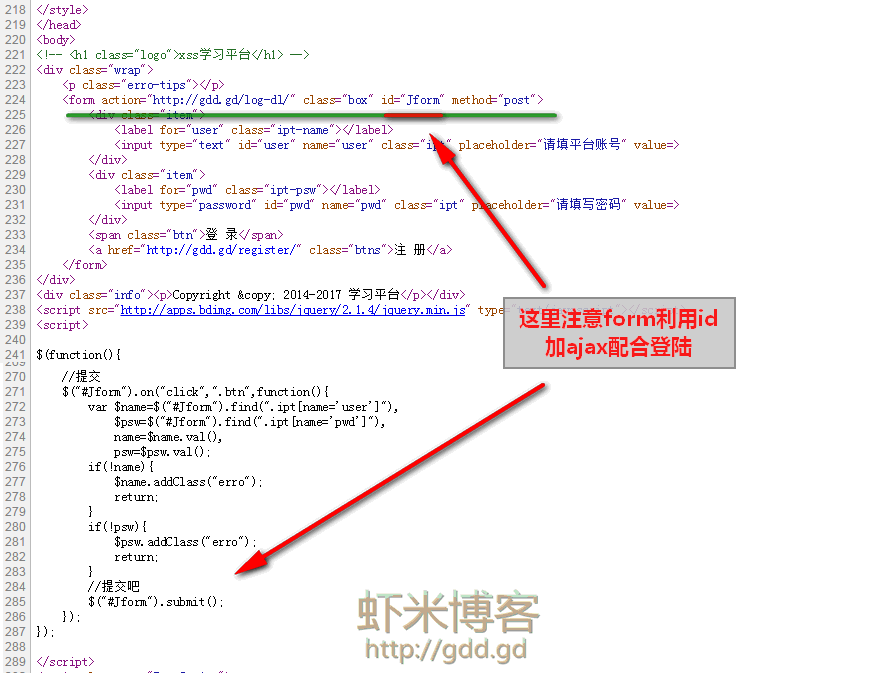 218 </style>
219 </head>
220 <body>
221 <!-- <h1 class="logo">xss学习平台</h1> -->
222 <div class="wrap">
223 <p class="erro-tips"></p>
224 <form action="http://gdd.gd/log-dl/" class="box" id="Jform" method="post">
225 <div class="item">
226 <label for="user" class="ipt-name"></label>
227 <input type="text" id="user" name="user" class="ipt" placeholder="请填平台账号" value=>
228 </div>
229 <div class="item">
230 <label for="pwd" class="ipt-psw"></label>
231 <input type="password" id="pwd" name="pwd" class="ipt" placeholder="请填写密码" value=>
232 </div>
233 <span class="btn">登 录</span>
234 <a href="http://gdd.gd/register/" class="btns">注 册</a>
235 </form>
236 </div>
237 <div class="info"><p>Copyright &copy; 2014-2017 学习平台</p></div>
238 <script src="http://apps.bdimg.com/libs/jquery/2.1.4/jquery.min.js" type=
239 <script>
240
241 $(function(){
270 //提交
271 $("#Jform").on("click",".btn",function(){
272 var $name=$("#Jform").find(".ipt[name='user']"),
273 $psw=$("#Jform").find(".ipt[name='pwd']"),
274 name=$name.val(),
275 psw=$psw.val();
276 if(!name){
277 $name.addClass("erro");
278 return;
279 }
280 if(!psw){
281 $psw.addClass("erro");
282 return;
283 }
284 //提交吧
285 $("#Jform").submit();
286 });
287 });
288
289 </script>
这里注意form利用id
加ajax配合登陆
虾米博客
http://gdd.gd